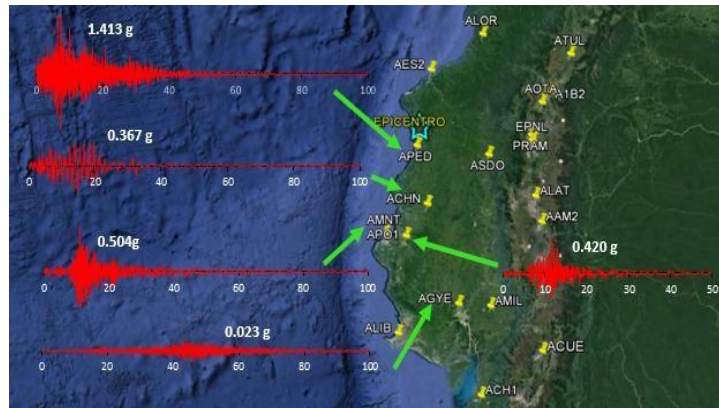 1.413 g
0 20 40 60 80 100
0.367 g
0 20 40 60 80 100
0.504g
0 20 40 60 80 100
0.023 g
0 20 40 60 80 100
ALOR
ATUL
AES2
AOTA
A1B2
EPICENTRO
EPNL
PRAM
APED
ASDO
ACHN
ALAT
AMNT
APO1
AAM2
0.420 g
0 10 20 30 40 50
AGYE
AMIL
ALIB
ACUE
ACH1